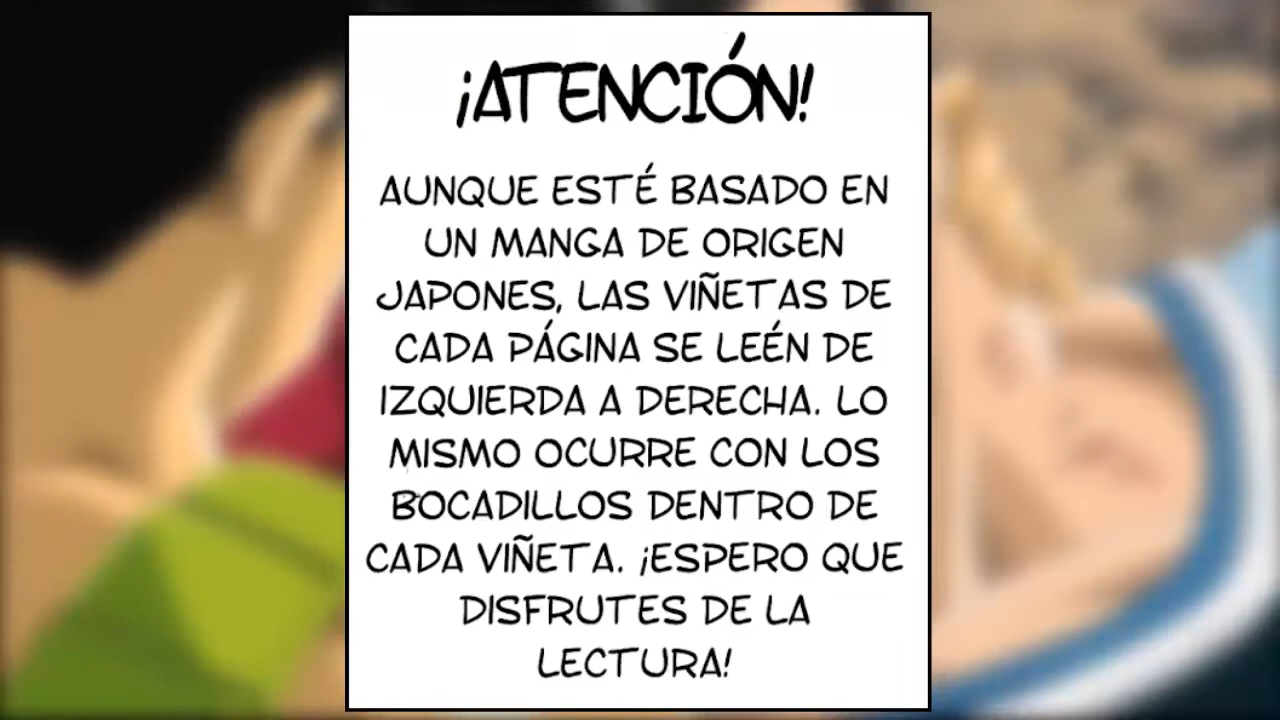 ¡ATENCIÓN!
AUNQUE ESTÉ BASADO EN
UN MANGA DE ORIGEN
JAPONES, LAS VIÑETAS DE
CADA PÁGINA SE LEÉN DE
IZQUIERDA A DERECHA. LO
MISMO OCURRE CON LOS
BOCADILLOS DENTRO DE
CADA VIÑETA. ¡ESPERO QUE
DISFRUTES DE LA
LECTURA!